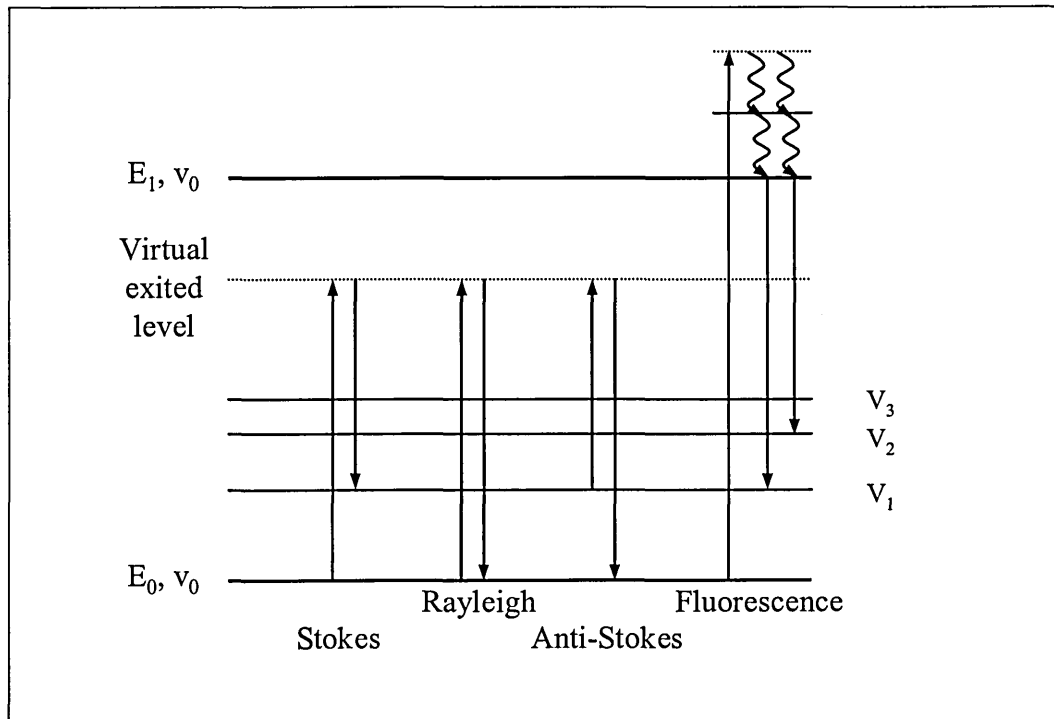 E₁, v₀
Virtual
exited
level
V₃
V₂
V₁
E₀, v₀
Rayleigh
Fluorescence
Stokes
Anti-Stokes